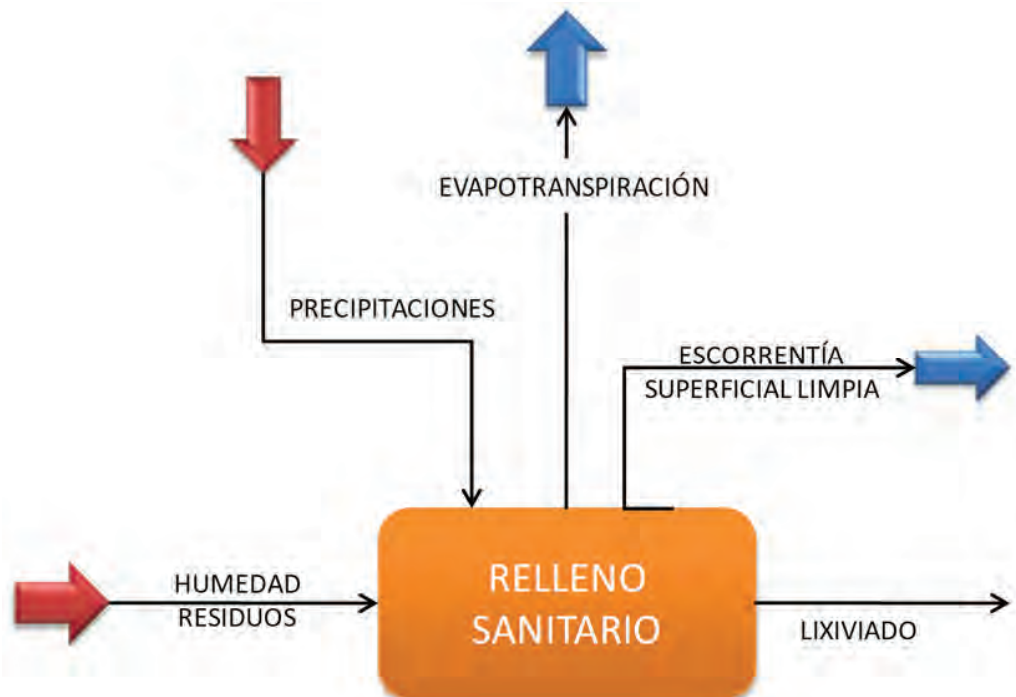 EVAPOTRANSPIRACIÓN
PRECIPITACIONES
ESCORRENTÍA
SUPERFICIAL LIMPIA
HUMEDAD
RESIDUOS
RELLENO
SANITARIO
LIXIVIADO